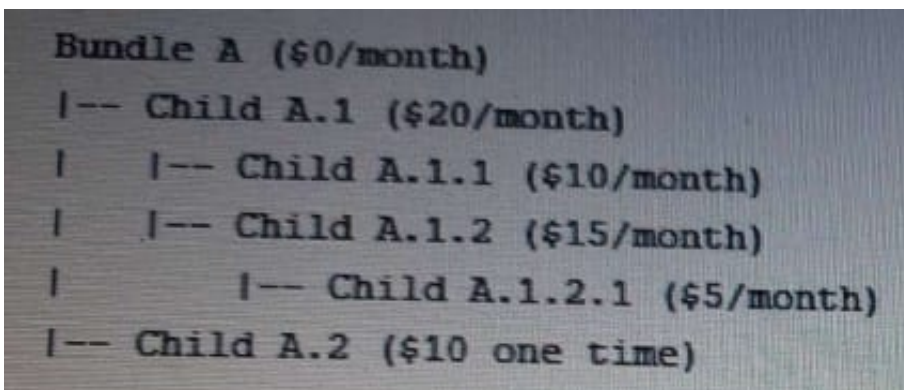 Bundle A ($0/month)
|-- Child A.1 ($20/month)
|   |-- Child A.1.1 ($10/month)
|   |-- Child A.1.2 ($15/month)
|       |-- Child A.1.2.1 ($5/month)
|-- Child A.2 ($10 one time)